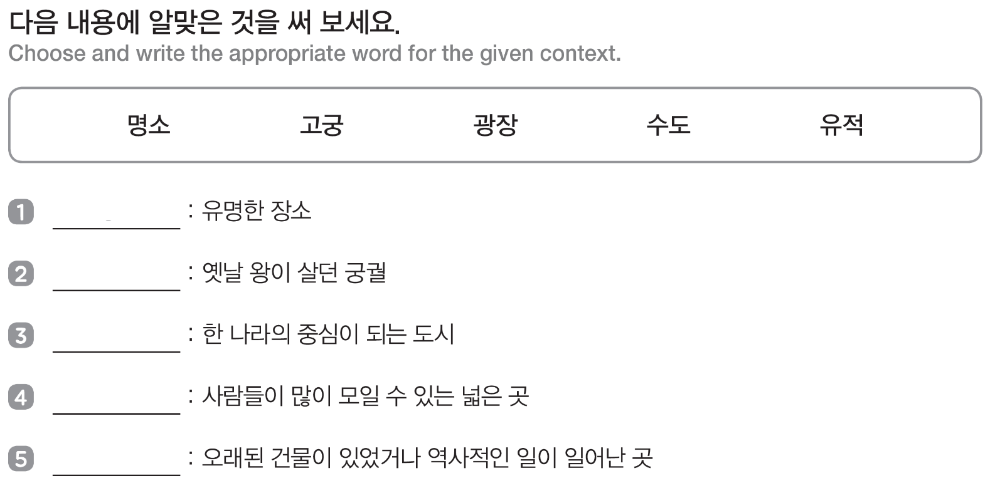 다음 내용에 알맞은 것을 써 보세요.
Choose and write the appropriate word for the given context.
명소 고궁 광장 수도 유적
1 : 유명한 장소
2 : 옛날 왕이 살던 궁궐
3 : 한 나라의 중심이 되는 도시
4 : 사람들이 많이 모일 수 있는 넓은 곳
5 : 오래된 건물이 있었거나 역사적인 일이 일어난 곳